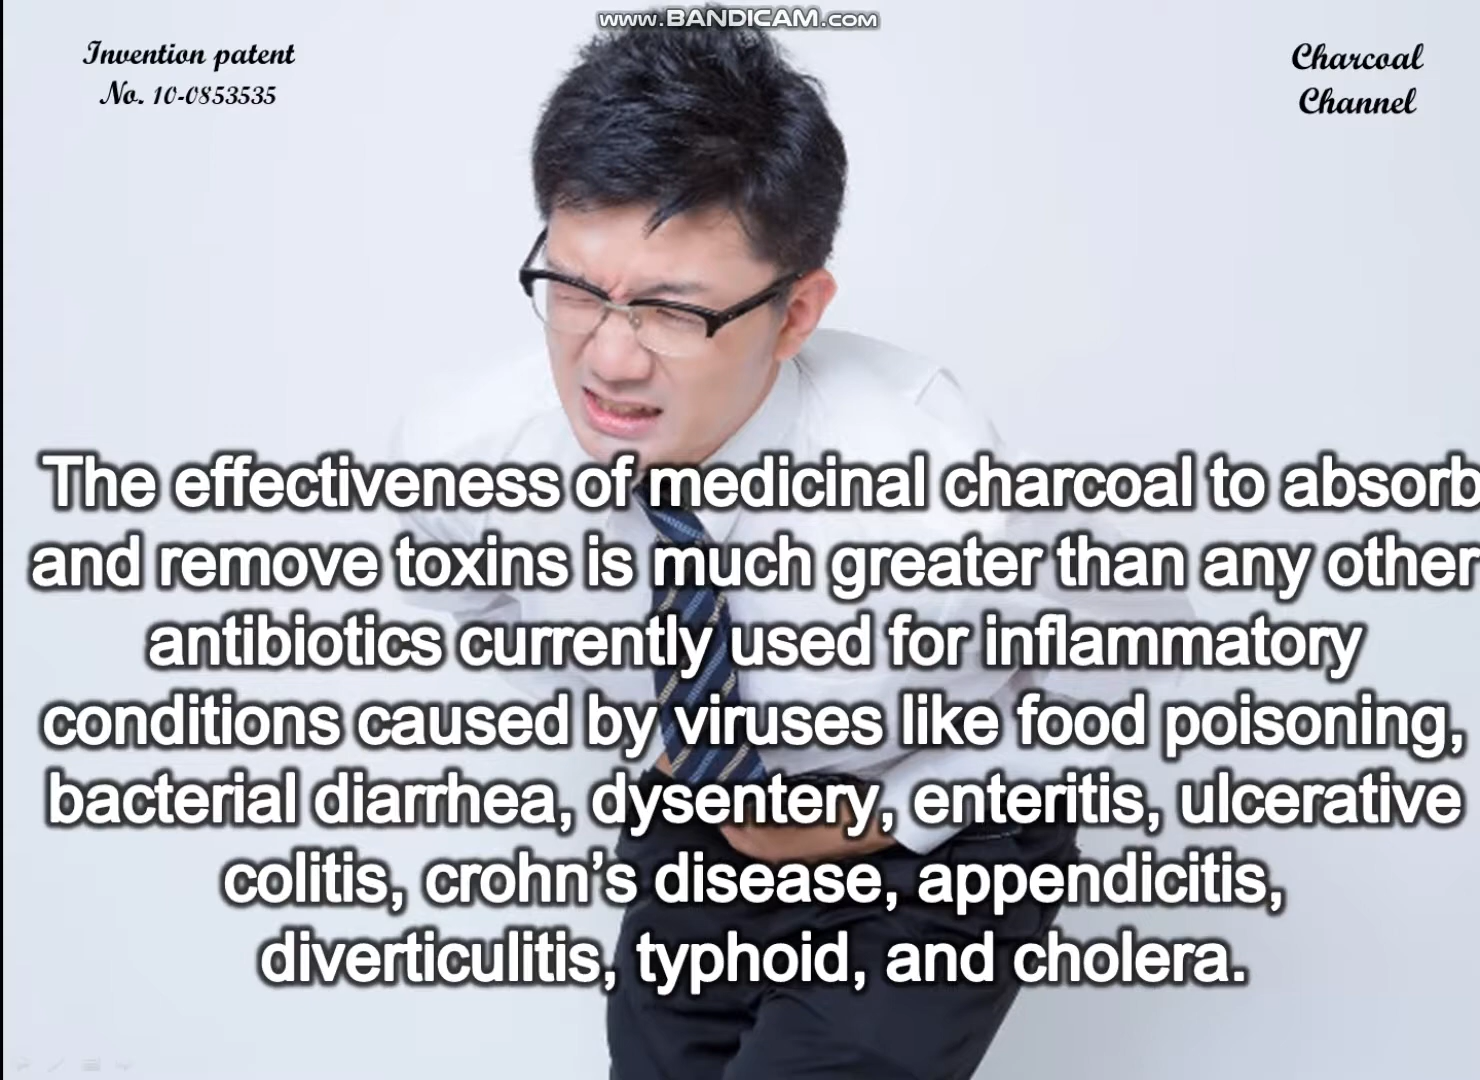 www.BANDICAM.com
Invention patent
No. 10-0853535
Charcoal
Channel
The effectiveness of medicinal charcoal to absorb
and remove toxins is much greater than any other
antibiotics currently used for inflammatory
conditions caused by viruses like food poisoning,
bacterial diarrhea, dysentery, enteritis, ulcerative
colitis, crohn’s disease, appendicitis,
diverticulitis, typhoid, and cholera.